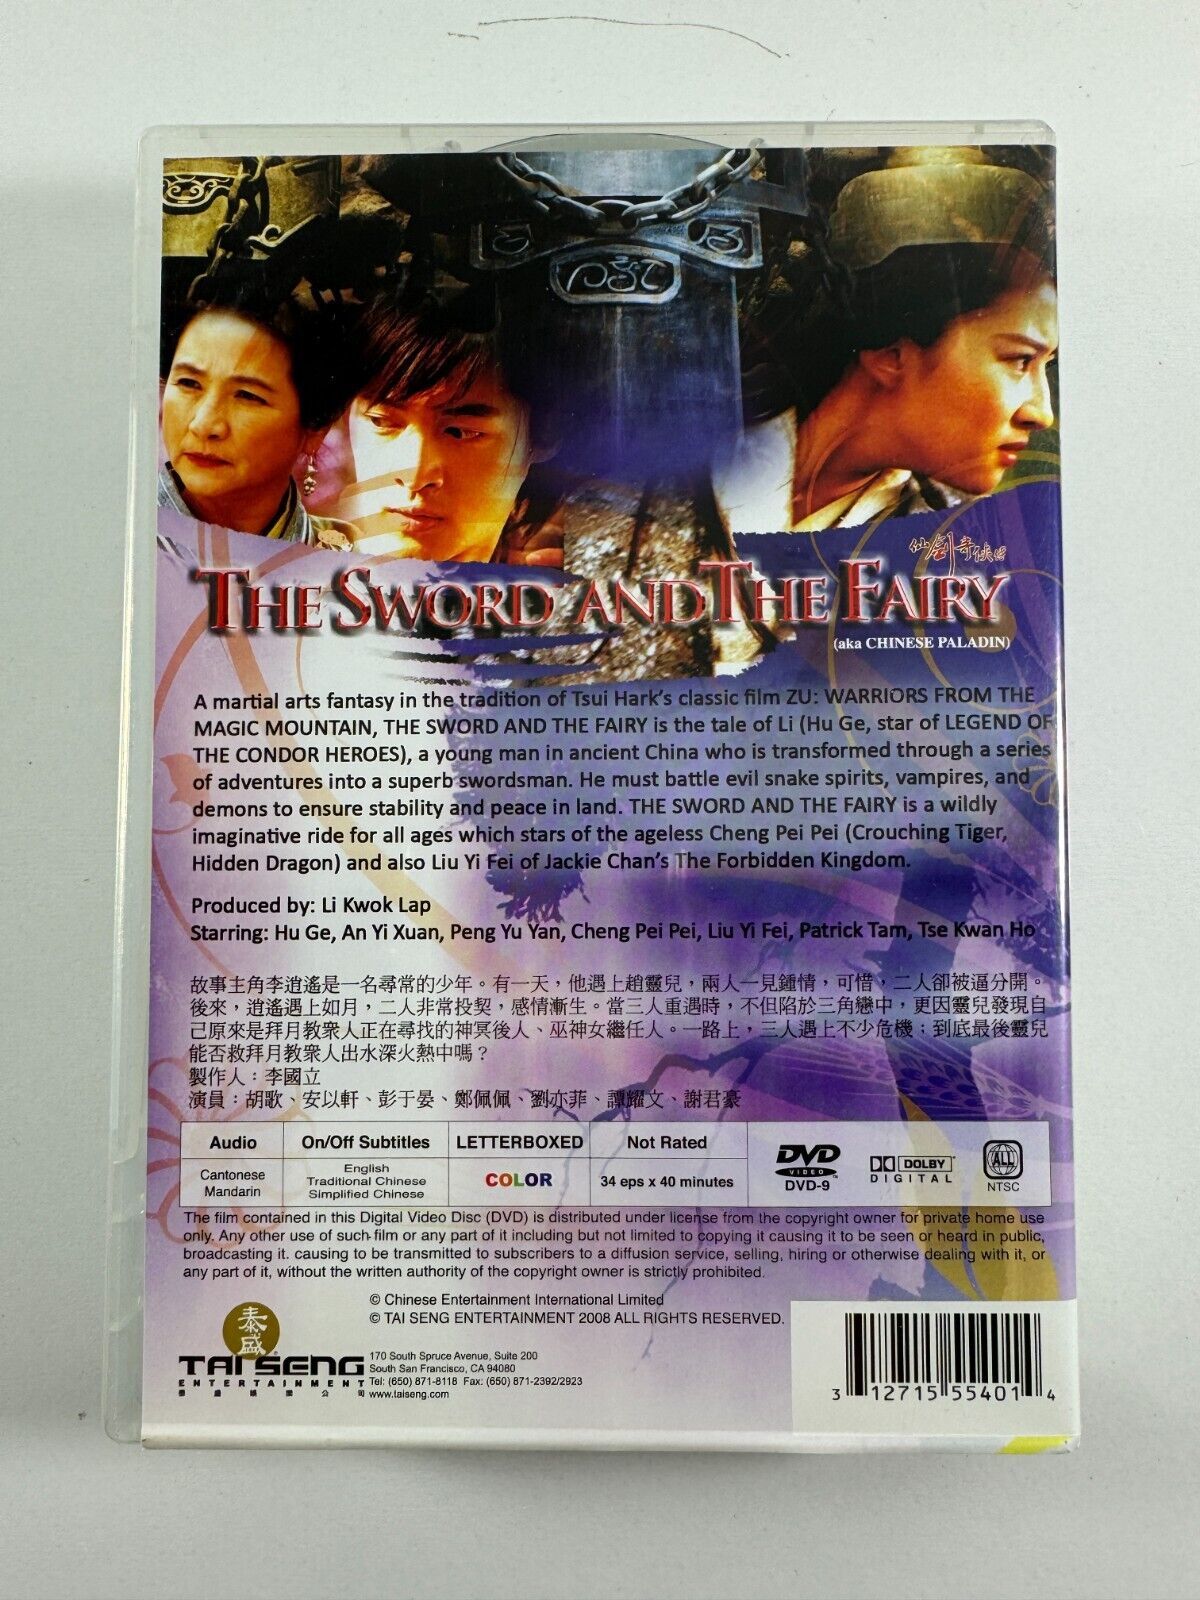 仙劍奇俠傳
THE SWORD AND THE FAIRY
(aka CHINESE PALADIN)
A martial arts fantasy in the tradition of Tsui Hark's classic film ZU: WARRIORS FROM THE
MAGIC MOUNTAIN, THE SWORD AND THE FAIRY is the tale of Li (Hu Ge, star of LEGEND OF
THE CONDOR HEROES), a young man in ancient China who is transformed through a series
of adventures into a superb swordsman. He must battle evil snake spirits, vampires, and
demons to ensure stability and peace in land. THE SWORD AND THE FAIRY is a wildly
imaginative ride for all ages which stars of the ageless Cheng Pei Pei (Crouching Tiger,
Hidden Dragon) and also Liu Yi Fei of Jackie Chan's The Forbidden Kingdom.
Produced by: Li Kwok Lap
Starring: Hu Ge, An Yi Xuan, Peng Yu Yan, Cheng Pei Pei, Liu Yi Fei, Patrick Tam, Tse Kwan Ho
故事主角李逍遙是一名尋常的少年。有一天，他遇上趙靈兒，兩人一見鍾情，可惜，二人卻被逼分開。
後來，逍遙遇上如月，二人非常投契，感情漸生。當三人重遇時，不但陷於三角戀中，更因靈兒發現自
己原來是拜月教衆人正在尋找的神冥後人、巫神女繼任人。一路上，三人遇上不少危機；到底最後靈兒
能否救拜月教衆人出水深火熱中嗎？
製作人：李國立
演員：胡歌、安以軒、彭于晏、鄭佩佩、劉亦菲、譚耀文、謝君豪
Audio On/Off Subtitles LETTERBOXED Not Rated
Cantonese
Mandarin
English
Traditional Chinese
Simplified Chinese
COLOR
34 eps x 40 minutes
DVD
VIDEO
DVD-9
DOLBY
DIGITAL
ALL
NTSC
The film contained in this Digital Video Disc (DVD) is distributed under license from the copyright owner for private home use
only. Any other use of such film or any part of it including but not limited to copying it causing it to be seen or heard in public,
broadcasting it. causing to be transmitted to subscribers to a diffusion service, selling, hiring or otherwise dealing with it, or
any part of it, without the written authority of the copyright owner is strictly prohibited.
© Chinese Entertainment International Limited
© TAI SENG ENTERTAINMENT 2008 ALL RIGHTS RESERVED.
泰盛
TAI SENG
ENTERTAINMENT
泰盛娛樂公司
170 South Spruce Avenue, Suite 200
South San Francisco, CA 94080
Tel: (650) 871-8118 Fax: (650) 871-2392/2923
www.taiseng.com
3 12715 55401 4